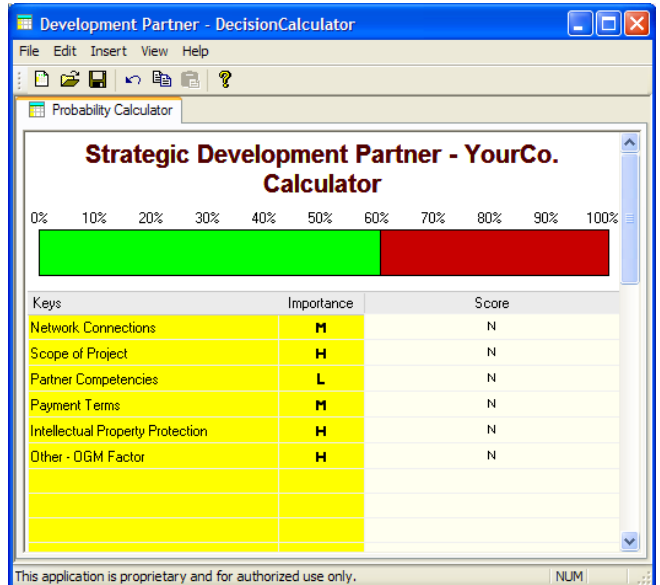 Development Partner - DecisionCalculator
File Edit Insert View Help
Probability Calculator
Strategic Development Partner - YourCo.
Calculator
0% 10% 20% 30% 40% 50% 60% 70% 80% 90% 100%
Keys Importance Score
Network Connections M N
Scope of Project H N
Partner Competencies L N
Payment Terms M N
Intellectual Property Protection H N
Other - OGM Factor H N
This application is proprietary and for authorized use only. NUM